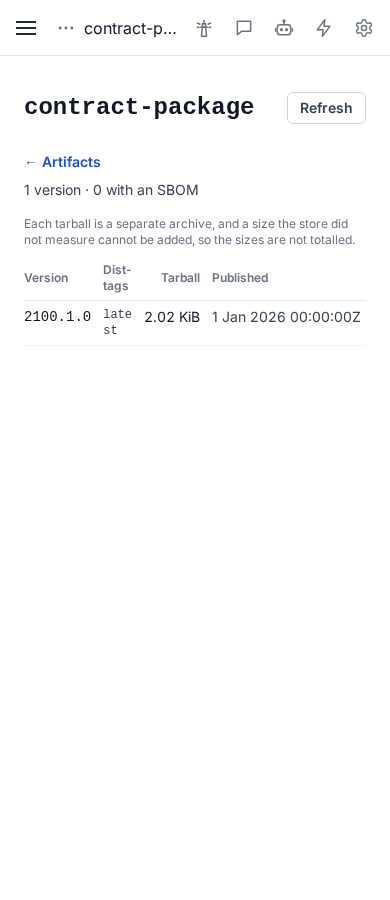 contract-p...
contract-package
Refresh
← Artifacts
1 version · 0 with an SBOM
Each tarball is a separate archive, and a size the store did
not measure cannot be added, so the sizes are not totalled.
Version Dist-tags Tarball Published
2100.1.0 latest 2.02 KiB 1 Jan 2026 00:00:00Z